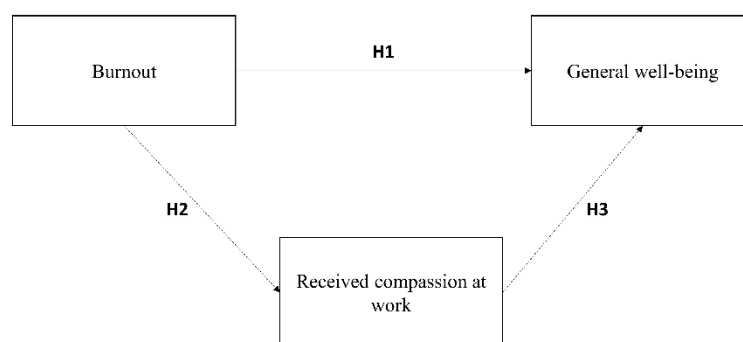 H1
Burnout
General well-being
H2
H3
Received compassion at
work